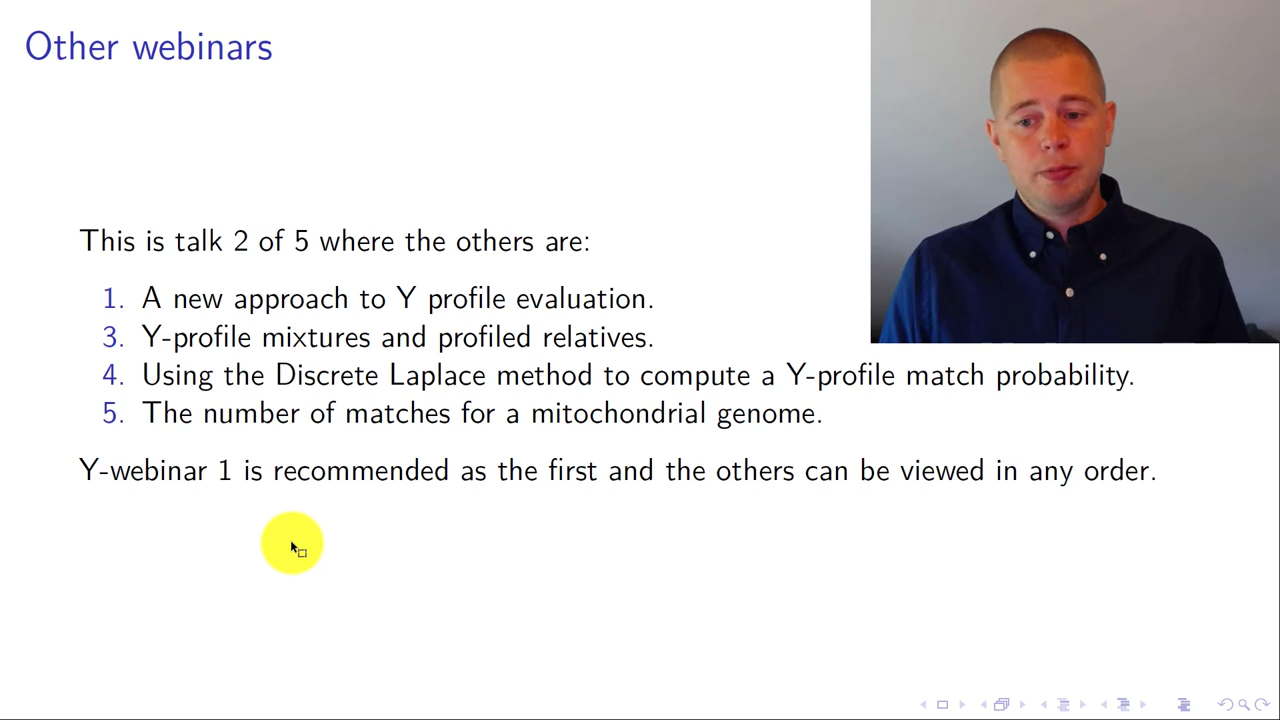 Other webinars
This is talk 2 of 5 where the others are:
1. A new approach to Y profile evaluation.
3. Y-profile mixtures and profiled relatives.
4. Using the Discrete Laplace method to compute a Y-profile match probability.
5. The number of matches for a mitochondrial genome.
Y-webinar 1 is recommended as the first and the others can be viewed in any order.